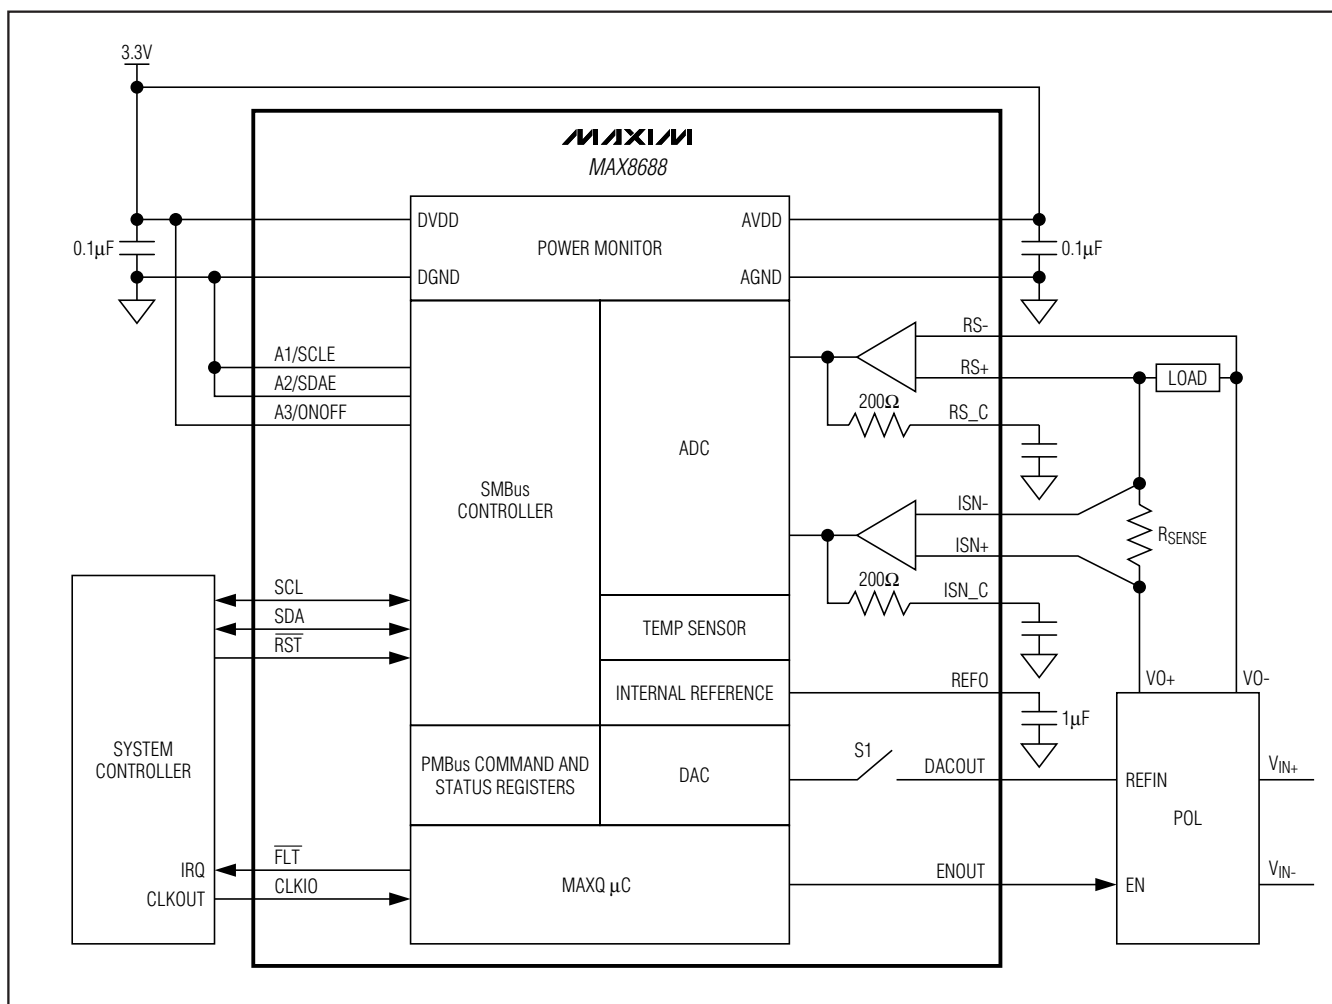 3.3V
MAXIM
MAX8688
DVDD
AVDD
POWER MONITOR
0.1µF
0.1µF
DGND
AGND
RS-
A1/SCLE
RS+
LOAD
A2/SDAE
200Ω
A3/ONOFF
RS_C
ADC
SMBus
CONTROLLER
ISN-
RSENSE
ISN+
200Ω
SCL
ISN_C
SDA
TEMP SENSOR
RST
VO+
VO-
REFO
INTERNAL REFERENCE
1µF
SYSTEM
CONTROLLER
S1
PMBus COMMAND AND
STATUS REGISTERS
DAC
DACOUT
VIN+
REFIN
POL
FLT
IRQ
ENOUT
VIN-
CLKIO
MAXQ µC
EN
CLKOUT